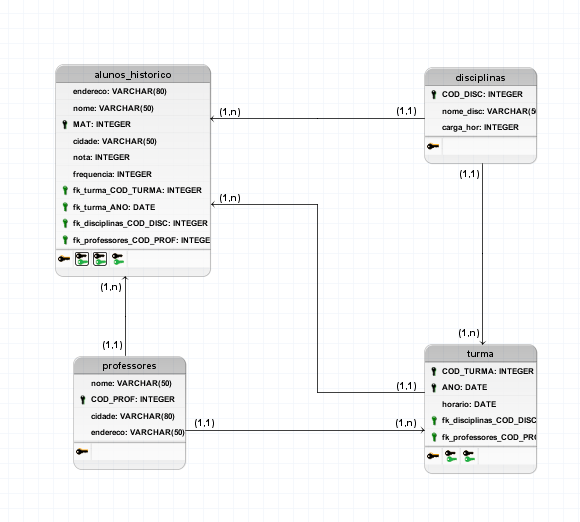 alunos_historico
endereco: VARCHAR(80)
nome: VARCHAR(50)
MAT: INTEGER
cidade: VARCHAR(50)
nota: INTEGER
frequencia: INTEGER
fk_turma_COD_TURMA: INTEGER
fk_turma_ANO: DATE
fk_disciplinas_COD_DISC: INTEGER
fk_professores_COD_PROF: INTEGE
disciplinas
COD_DISC: INTEGER
nome_disc: VARCHAR(5
carga_hor: INTEGER
(1,n)
(1,1)
(1,1)
(1,n)
(1,n)
(1,n)
(1,1)
(1,1)
(1,1)
(1,n)
professores
nome: VARCHAR(50)
COD_PROF: INTEGER
cidade: VARCHAR(80)
endereco: VARCHAR(50)
turma
COD_TURMA: INTEGER
ANO: DATE
horario: DATE
fk_disciplinas_COD_DISC
fk_professores_COD_PR